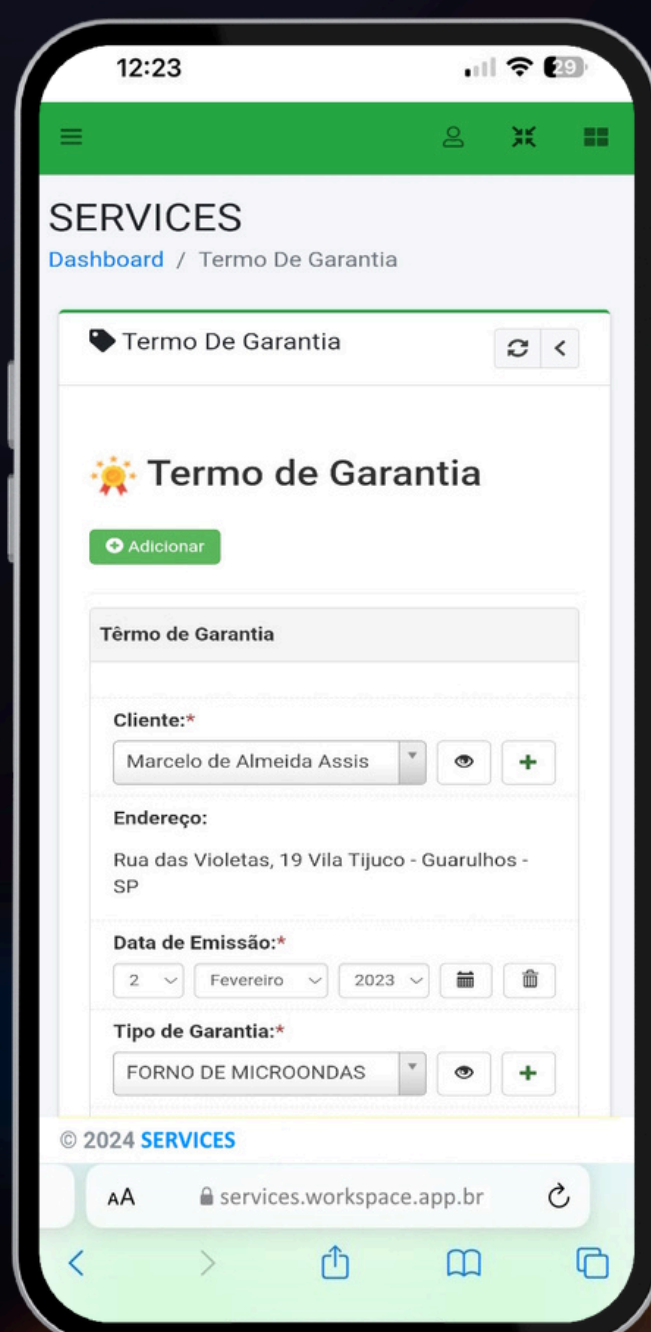 12:23
29
SERVICES
Dashboard / Termo De Garantia
Termo De Garantia
Termo de Garantia
Adicionar
Têrmo de Garantia
Cliente:*
Marcelo de Almeida Assis
Endereço:
Rua das Violetas, 19 Vila Tijuco - Guarulhos -
SP
Data de Emissão:*
2 Fevereiro 2023
Tipo de Garantia:*
FORNO DE MICROONDAS
© 2024 SERVICES
AA services.workspace.app.br